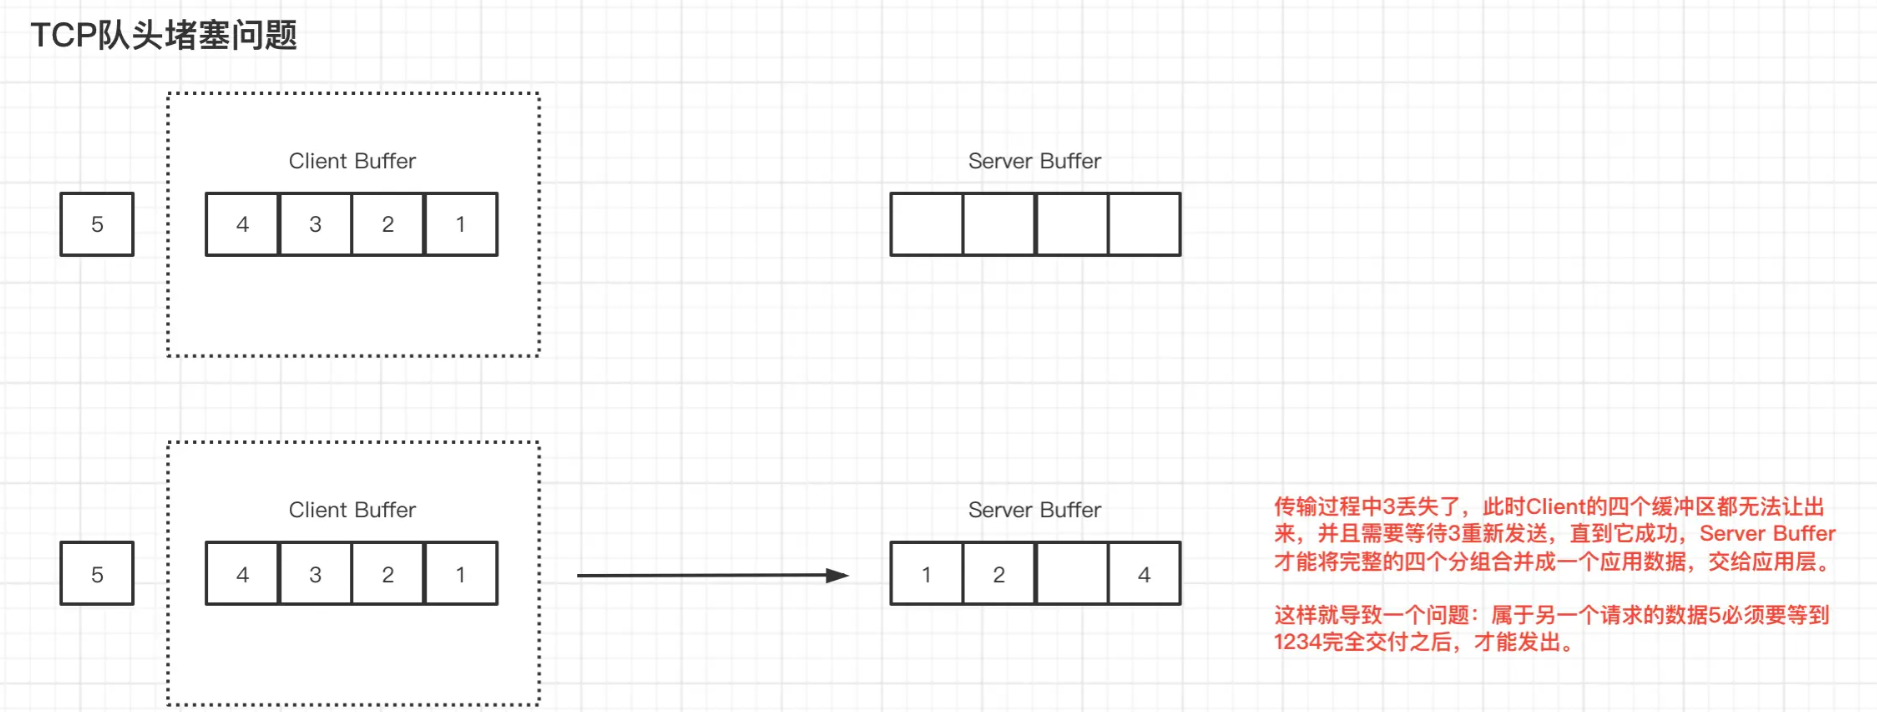 TCP队头堵塞问题
Client Buffer
Server Buffer
5
4 3 2 1
Client Buffer
Server Buffer
5
4 3 2 1
1 2 4
传输过程中3丢失了，此时Client的四个缓冲区都无法让出
来，并且需要等待3重新发送，直到它成功，Server Buffer
才能将完整的四个分组合并成一个应用数据，交给应用层。
这样就导致一个问题：属于另一个请求的数据5必须要等到
1234完全交付之后，才能发出。